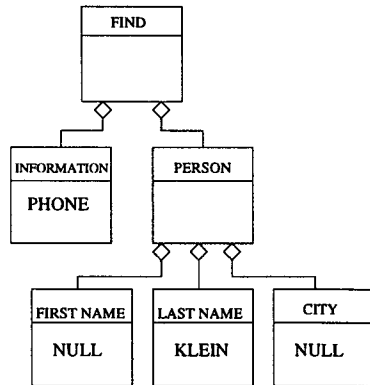 FIND
INFORMATION
PHONE
PERSON
FIRST NAME
NULL
LAST NAME
KLEIN
CITY
NULL